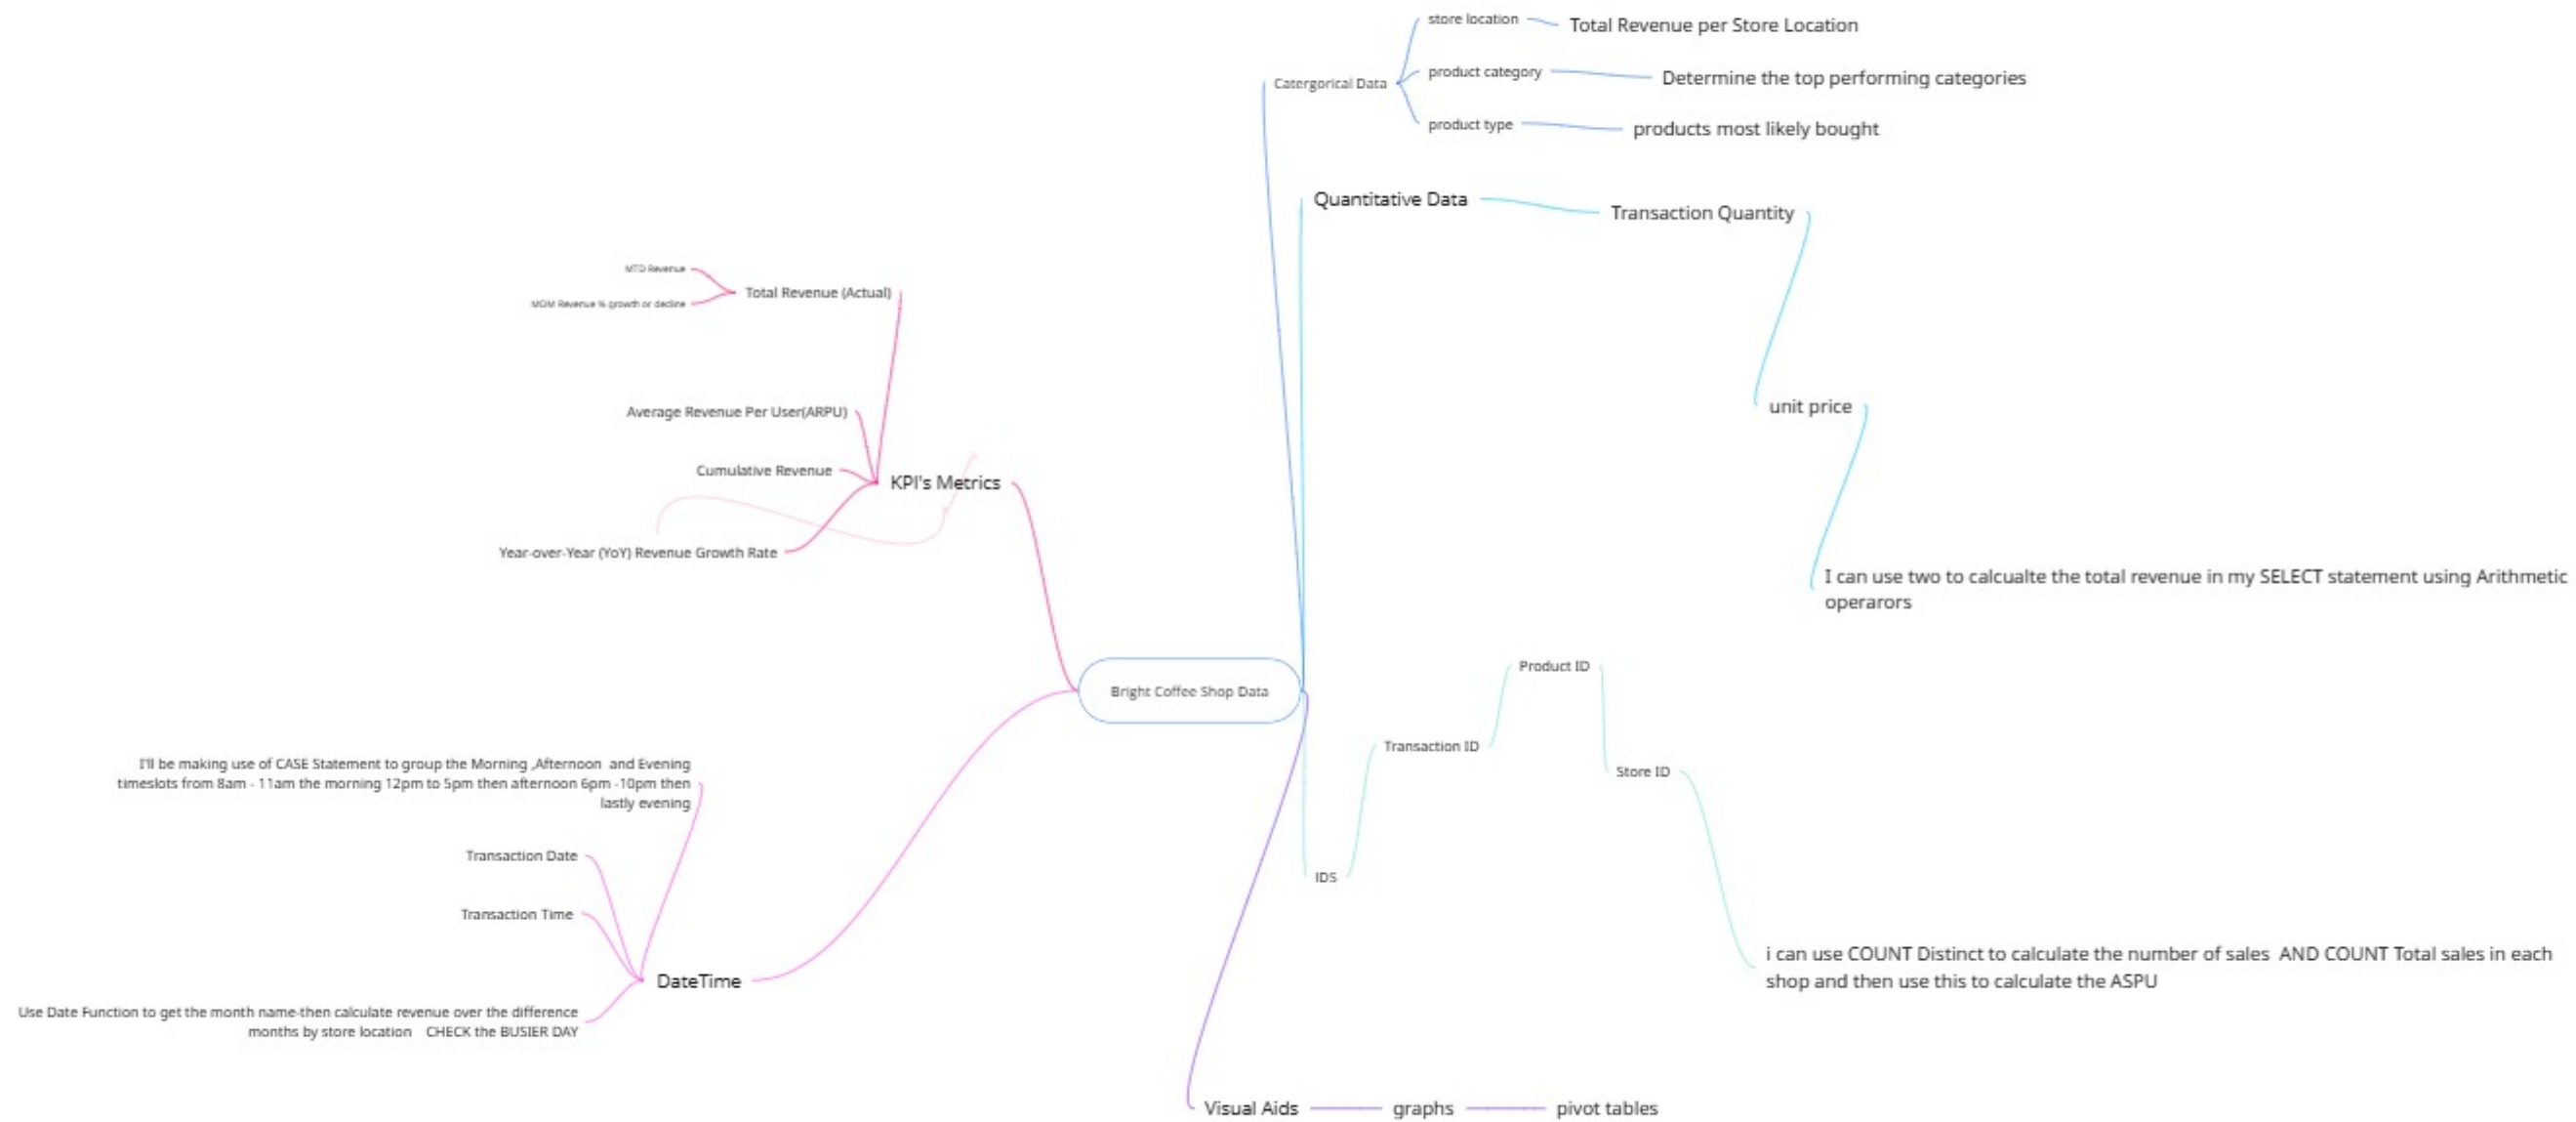 store location
Total Revenue per Store Location
Catergorical Data
product category
Determine the top performing categories
product type
products most likely bought
Quantitative Data
Transaction Quantity
unit price
I can use two to calcualte the total revenue in my SELECT statement using Arithmetic
operarors
MTD Revenue
MOM Revenue % growth or decline
Total Revenue (Actual)
Average Revenue Per User(ARPU)
Cumulative Revenue
KPI's Metrics
Year-over-Year (YoY) Revenue Growth Rate
Bright Coffee Shop Data
Product ID
Transaction ID
Store ID
IDS
i can use COUNT Distinct to calculate the number of sales  AND COUNT Total sales in each
shop and then use this to calculate the ASPU
I'll be making use of CASE Statement to group the Morning ,Afternoon  and Evening
timeslots from 8am - 11am the morning 12pm to 5pm then afternoon 6pm -10pm then
lastly evening
Transaction Date
Transaction Time
DateTime
Use Date Function to get the month name-then calculate revenue over the difference
months by store location    CHECK the BUSIER DAY
Visual Aids
graphs
pivot tables